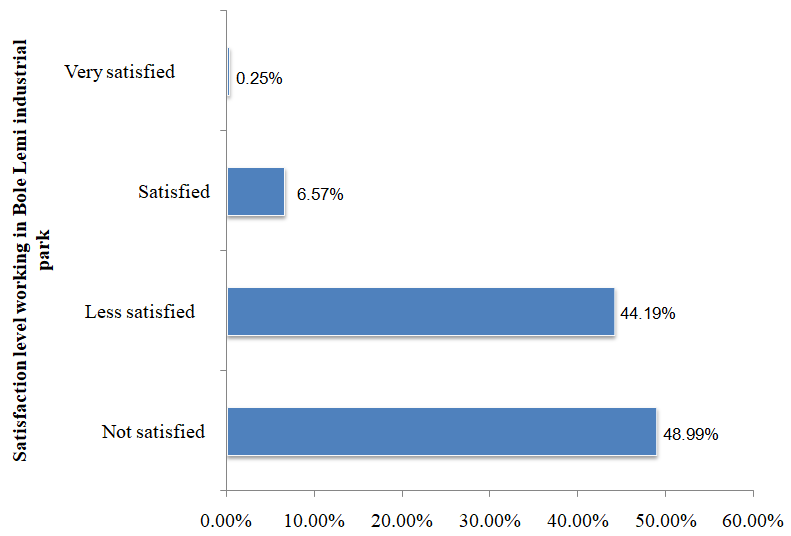 Satisfaction level working in Bole Lemi industrial
park
Very satisfied
0.25%
Satisfied
6.57%
Less satisfied
44.19%
Not satisfied
48.99%
0.00% 10.00% 20.00% 30.00% 40.00% 50.00% 60.00%